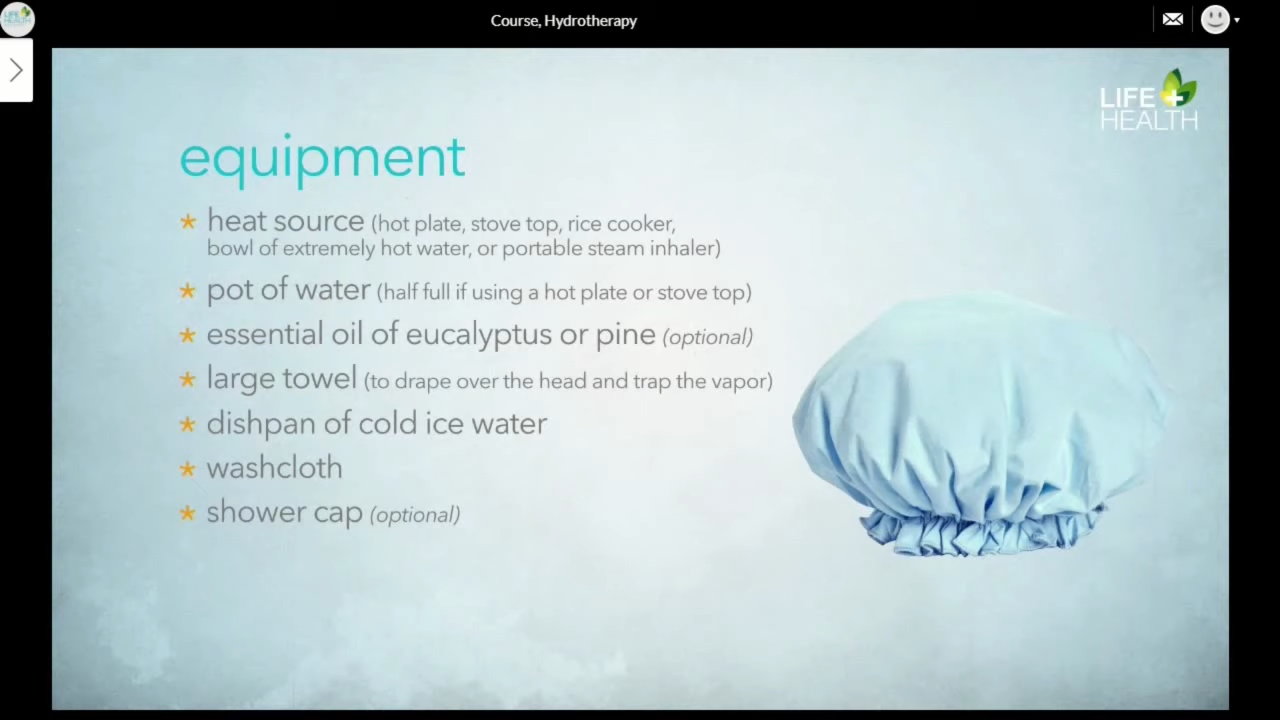 Course, Hydrotherapy
LIFE
HEALTH
LIFE +
HEALTH
equipment
* heat source (hot plate, stove top, rice cooker,
bowl of extremely hot water, or portable steam inhaler)
* pot of water (half full if using a hot plate or stove top)
* essential oil of eucalyptus or pine (optional)
* large towel (to drape over the head and trap the vapor)
* dishpan of cold ice water
* washcloth
* shower cap (optional)